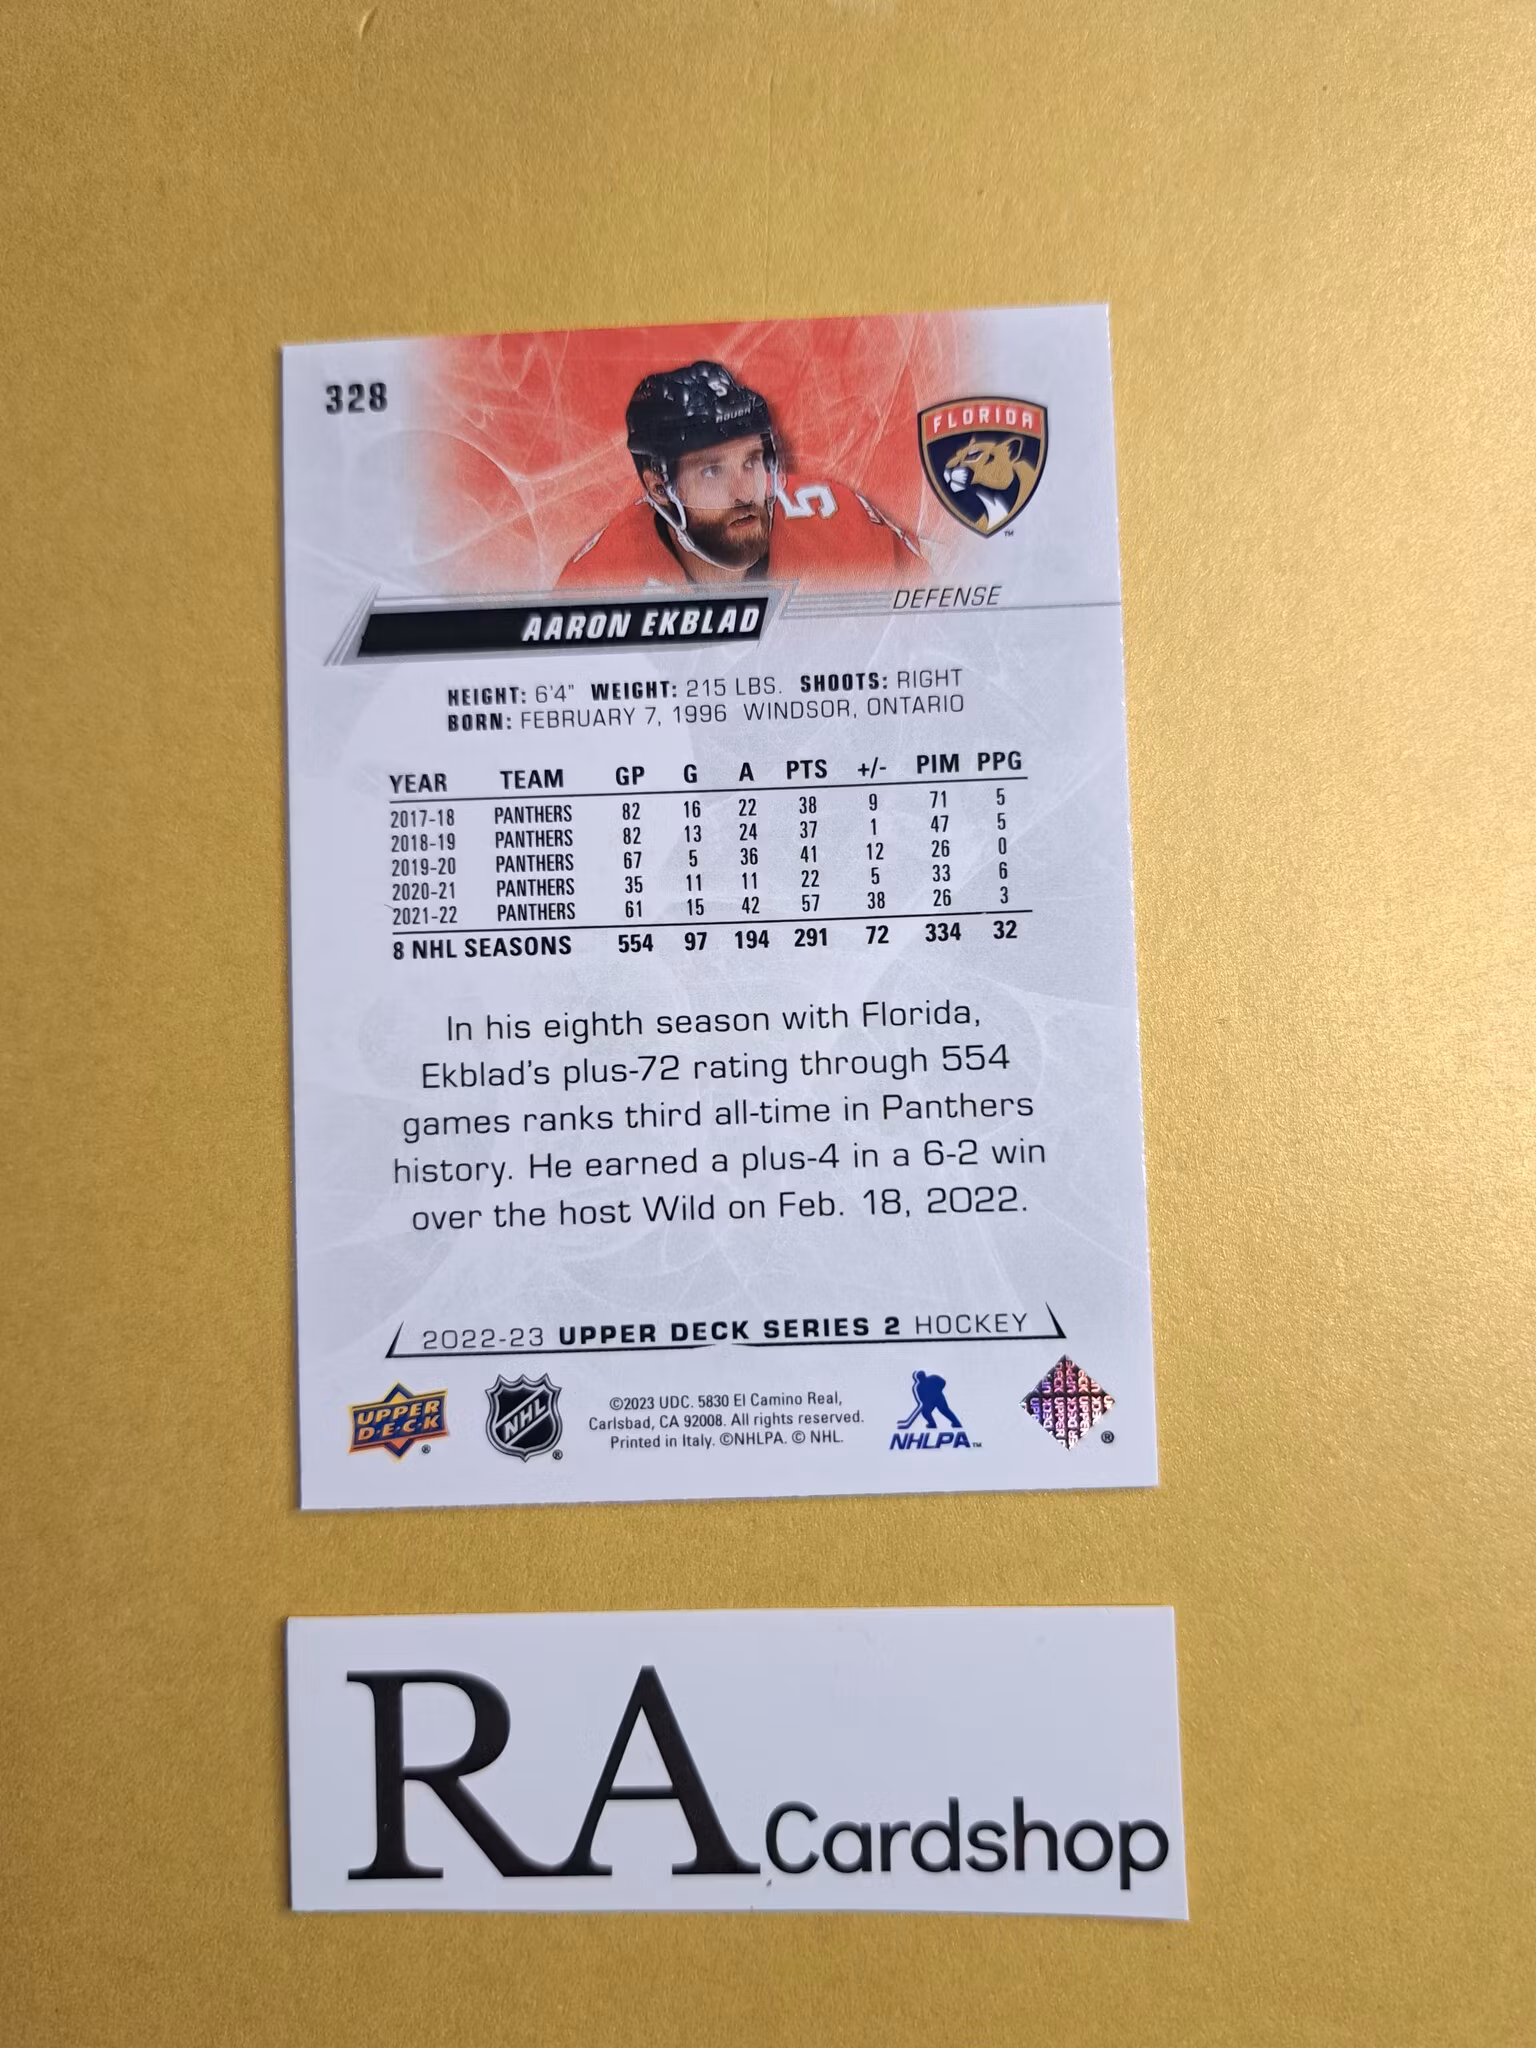 328
5
BAUER
5
FLORIDA
TM
AARON EKBLAD
DEFENSE
HEIGHT: 6'4" WEIGHT: 215 LBS. SHOOTS: RIGHT
BORN: FEBRUARY 7, 1996 WINDSOR, ONTARIO
YEAR TEAM GP G A PTS +/- PIM PPG
2017-18 PANTHERS 82 16 22 38 9 71 5
2018-19 PANTHERS 82 13 24 37 1 47 5
2019-20 PANTHERS 67 5 36 41 12 26 0
2020-21 PANTHERS 35 11 11 22 5 33 6
2021-22 PANTHERS 61 15 42 57 38 26 3
8 NHL SEASONS 554 97 194 291 72 334 32
In his eighth season with Florida,
Ekblad's plus-72 rating through 554
games ranks third all-time in Panthers
history. He earned a plus-4 in a 6-2 win
over the host Wild on Feb. 18, 2022.
2022-23 UPPER DECK SERIES 2 HOCKEY
UPPER
D·E·C·K ®
NHL ®
©2023 UDC. 5830 El Camino Real,
Carlsbad, CA 92008. All rights reserved.
Printed in Italy. ©NHLPA. © NHL.
NHLPA™
®
RA Cardshop